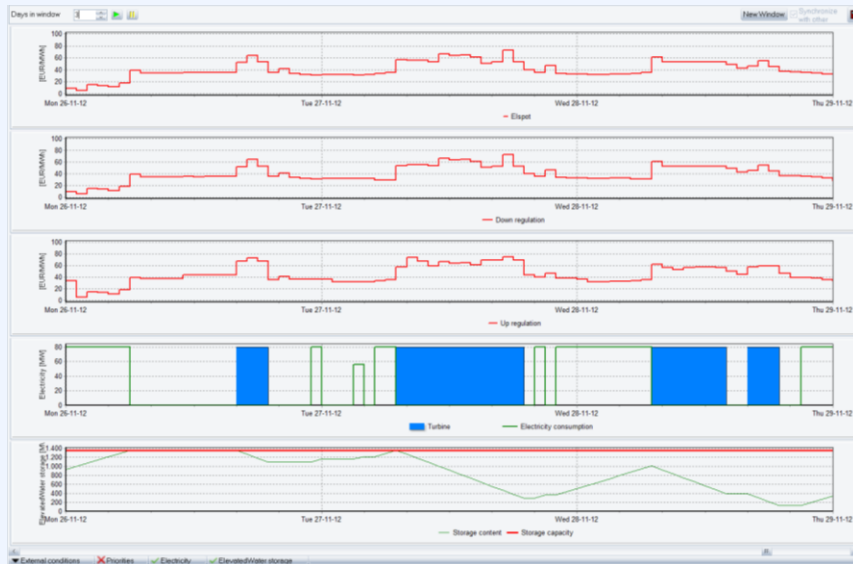 Days in window 3 New Window Synchronize with other
100
80
60
40
20
0
[EUR/MWh]
Mon 26-11-12 Tue 27-11-12 Wed 28-11-12 Thu 29-11-12
Elspot
100
80
60
40
20
0
[EUR/MWh]
Mon 26-11-12 Tue 27-11-12 Wed 28-11-12 Thu 29-11-12
Down regulation
100
80
60
40
20
0
[EUR/MWh]
Mon 26-11-12 Tue 27-11-12 Wed 28-11-12 Thu 29-11-12
Up regulation
80
60
40
20
0
Electricity [MW]
Mon 26-11-12 Tue 27-11-12 Wed 28-11-12 Thu 29-11-12
Turbine Electricity consumption
1.400
1.200
1.000
800
600
400
200
0
ElevatedWater storage [M
Mon 26-11-12 Tue 27-11-12 Wed 28-11-12 Thu 29-11-12
Storage content Storage capacity
External conditions Priorities Electricity ElevatedWater storage